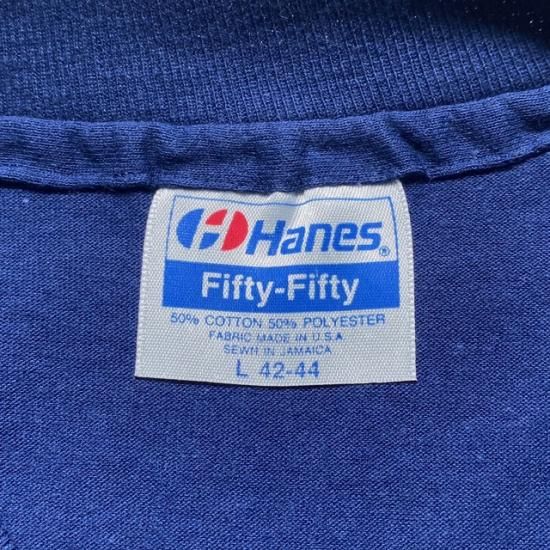 Hanes®
Fifty-Fifty
50% COTTON 50% POLYESTER
FABRIC MADE IN U.S.A
SEWN IN JAMAICA
L 42-44